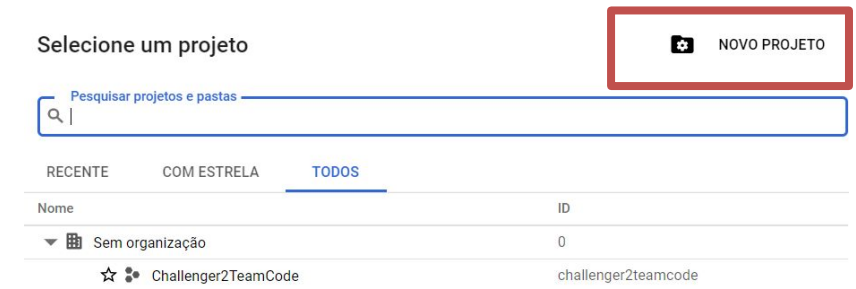 Selecione um projeto
NOVO PROJETO
Pesquisar projetos e pastas
RECENTE COM ESTRELA TODOS
Nome ID
Sem organização 0
Challenger2TeamCode challenger2teamcode